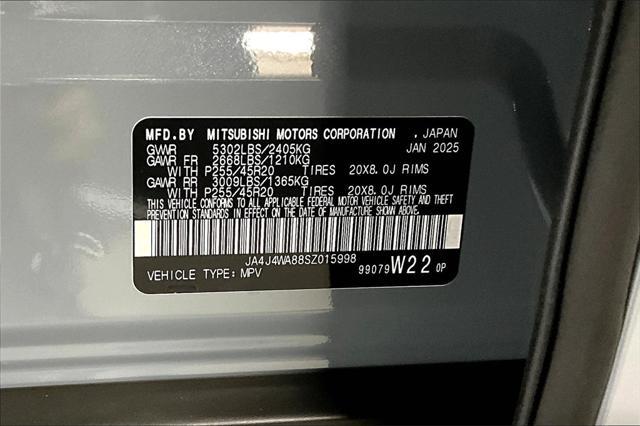 MFD.BY MITSUBISHI MOTORS CORPORATION . JAPAN
GVWR 5302LBS/2405KG JAN 2025
GAWR FR 2668LBS/1210KG
WITH P255/45R20 TIRES 20X8.0J RIMS
GAWR RR 3009LBS/1365KG
WITH P255/45R20 TIRES 20X8.0J RIMS
THIS VEHICLE CONFORMS TO ALL APPLICABLE FEDERAL MOTOR VEHICLE SAFETY AND THEFT
PREVENTION STANDARDS IN EFFECT ON THE DATE OF MANUFACTURE SHOWN ABOVE.
JA4J4WA88SZ015998
VEHICLE TYPE: MPV 99079 W22 0P